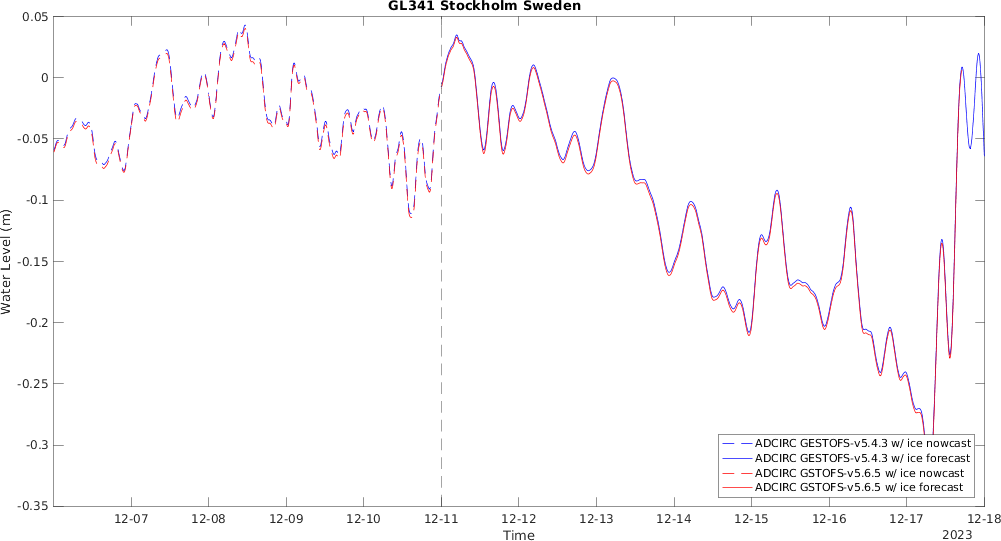 GL341 Stockholm Sweden
0.05
0
-0.05
-0.1
-0.15
-0.2
-0.25
-0.3
-0.35
Water Level (m)
ADCIRC GESTOFS-v5.4.3 w/ ice nowcast
ADCIRC GESTOFS-v5.4.3 w/ ice forecast
ADCIRC GSTOFS-v5.6.5 w/ ice nowcast
ADCIRC GSTOFS-v5.6.5 w/ ice forecast
12-07 12-08 12-09 12-10 12-11 12-12 12-13 12-14 12-15 12-16 12-17 12-18
Time
2023